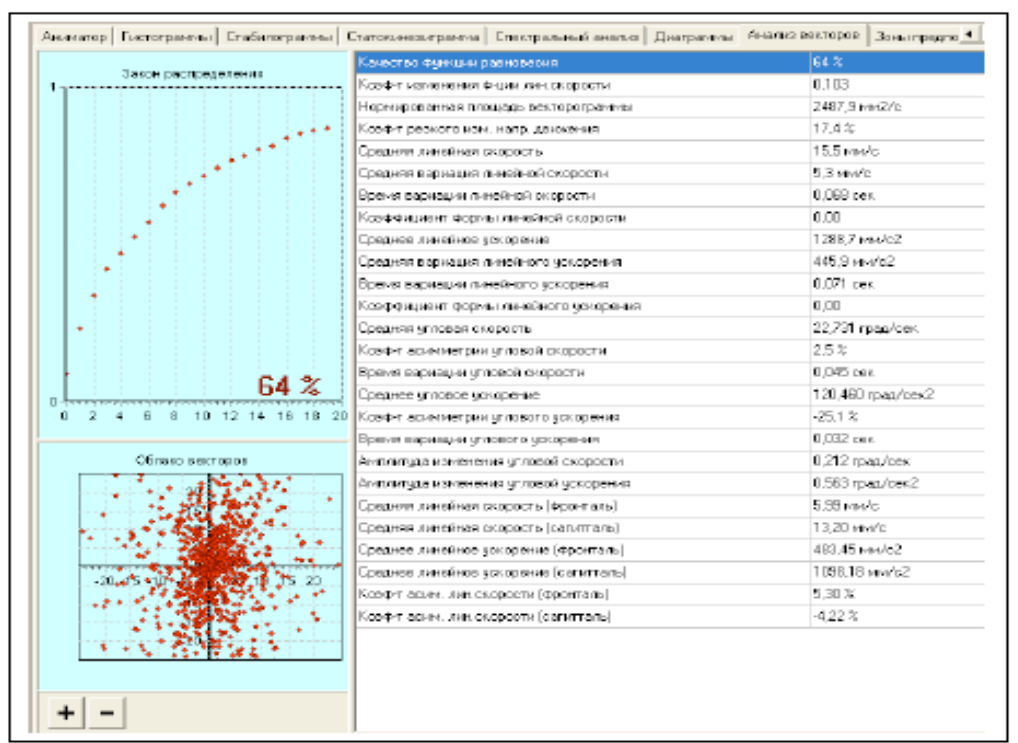 Аниматор Гистограммы Стабилограммы Статокинезиграмма Спектральный анализ Диаграммы Анализ векторов Зоны предпо
Закон распределения
1
0
64 %
0 2 4 6 8 10 12 14 16 18 20
Облако векторов
-20 -15 -10 10 15 20
+ −
Качество функции равновесия 64 %
Коэф-т изменения ф-ции лин.скорости 0,103
Нормированная площадь векторограммы 2487,9 мм2/с
Коэф-т резкого изм. напр. движения 17,4 %
Средняя линейная скорость 15,5 мм/с
Средняя вариация линейной скорости 5,3 мм/с
Время вариации линейной скорости 0,068 сек
Коэффициент формы линейной скорости 0,00
Среднее линейное ускорение 1288,7 мм/с2
Средняя вариация линейного ускорения 445,9 мм/с2
Время вариации линейного ускорения 0,071 сек
Коэффициент формы линейного ускорения 0,00
Средняя угловая скорость 22,731 град/сек
Коэф-т асимметрии угловой скорости 2.5 %
Время вариации угловой скорости 0,045 сек
Среднее угловое ускорение 120,460 град/сек2
Коэф-т асимметрии углового ускорения -25,1 %
Время вариации углового ускорения 0,032 сек
Амплитуда изменения угловой скорости 0,212 град/сек
Амплитуда изменения угловой ускорения 0,563 град/сек2
Средняя линейная скорость (фронталь) 5,99 мм/с
Средняя линейная скорость (сагитталь) 13,20 мм/с
Среднее линейное ускорение (фронталь) 483,45 мм/с2
Среднее линейное ускорение (сагитталь) 1098,18 мм/с2
Коэф-т асим. лин.скорости (фронталь) 5,30 %
Коэф-т асим. лин.скорости (сагитталь) -4,22 %